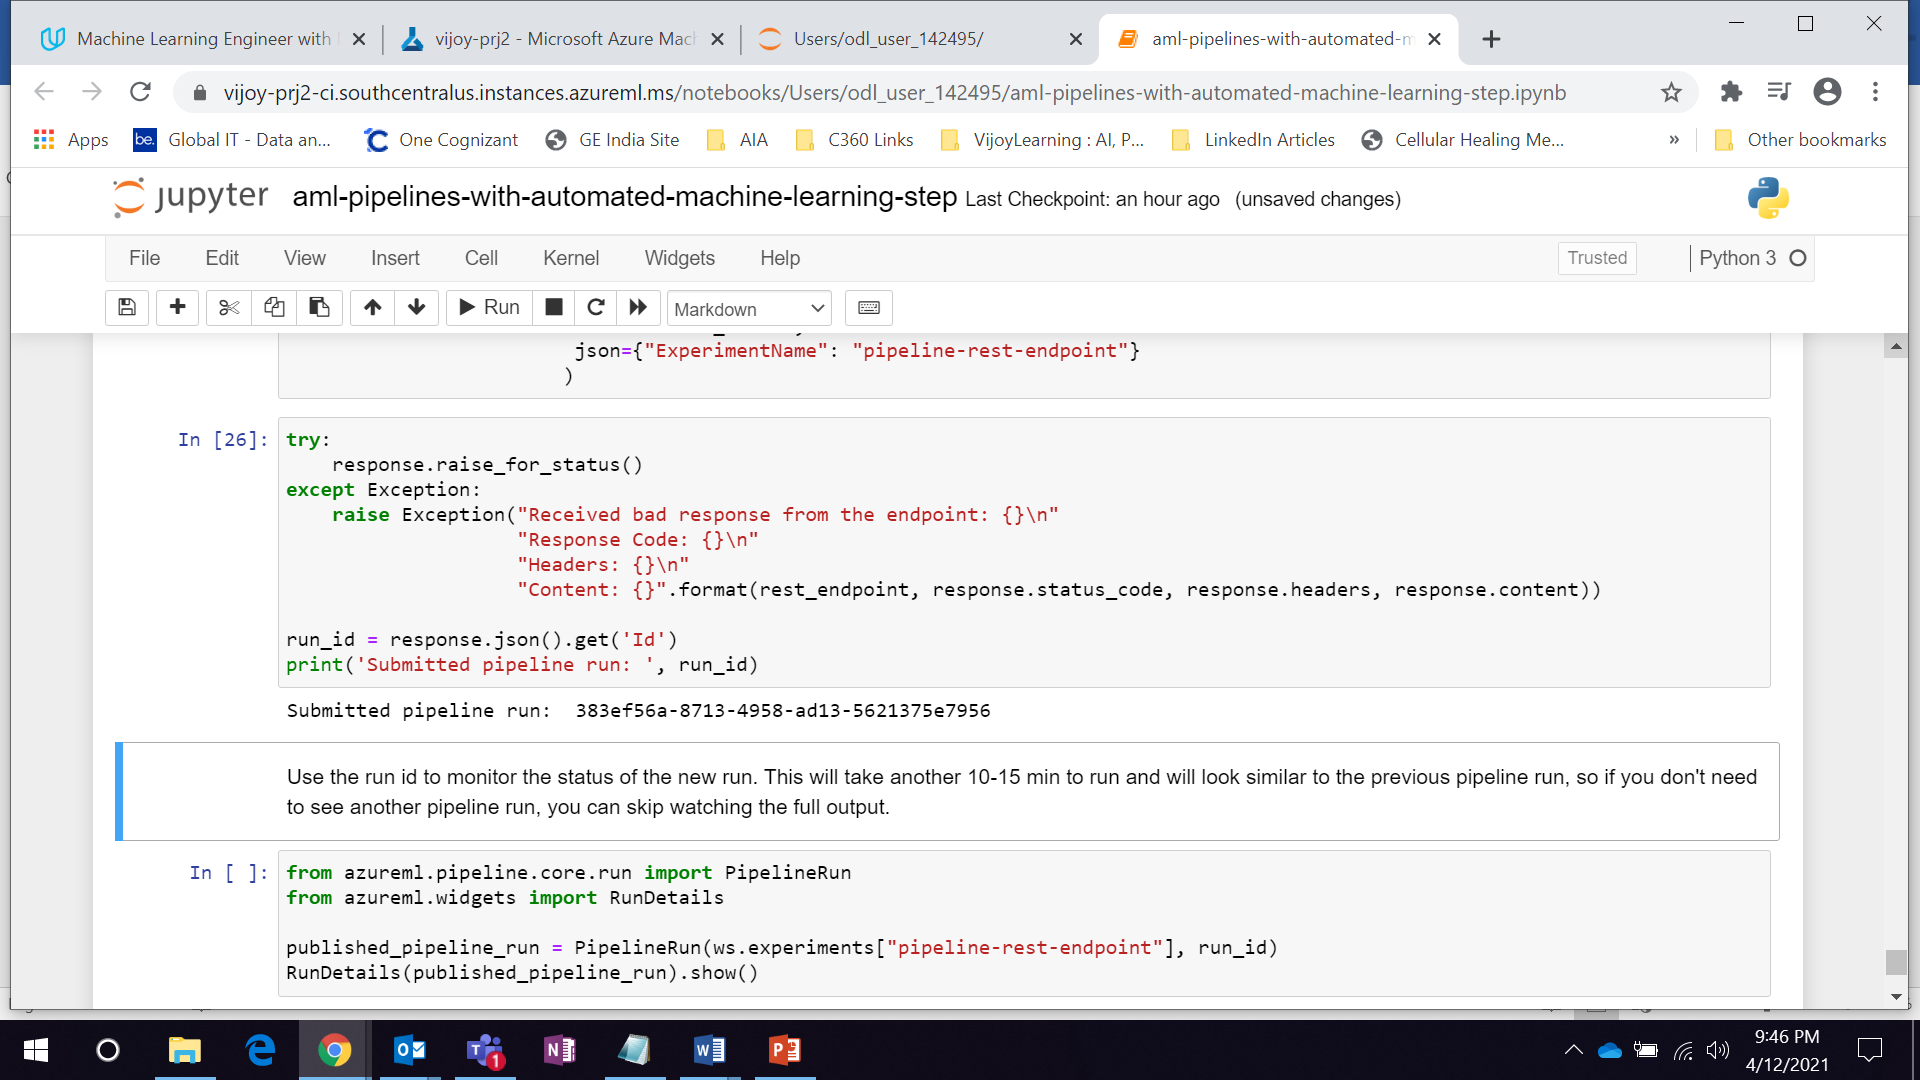 Machine Learning Engineer with
vijoy-prj2 - Microsoft Azure Mac
Users/odl_user_142495/
aml-pipelines-with-automated-m
vijoy-prj2-ci.southcentralus.instances.azureml.ms/notebooks/Users/odl_user_142495/aml-pipelines-with-automated-machine-learning-step.ipynb
Apps
be. Global IT - Data an...
One Cognizant
GE India Site
AIA
C360 Links
VijoyLearning : AI, P...
LinkedIn Articles
Cellular Healing Me...
»
Other bookmarks
jupyter aml-pipelines-with-automated-machine-learning-step Last Checkpoint: an hour ago (unsaved changes)
File Edit View Insert Cell Kernel Widgets Help
Trusted
Python 3
Run
Markdown
json={"ExperimentName": "pipeline-rest-endpoint"}
)
In [26]: try:
response.raise_for_status()
except Exception:
raise Exception("Received bad response from the endpoint: {}\n"
"Response Code: {}\n"
"Headers: {}\n"
"Content: {}".format(rest_endpoint, response.status_code, response.headers, response.content))
run_id = response.json().get('Id')
print('Submitted pipeline run: ', run_id)
Submitted pipeline run:  383ef56a-8713-4958-ad13-5621375e7956
Use the run id to monitor the status of the new run. This will take another 10-15 min to run and will look similar to the previous pipeline run, so if you don't need
to see another pipeline run, you can skip watching the full output.
In [ ]: from azureml.pipeline.core.run import PipelineRun
from azureml.widgets import RunDetails
published_pipeline_run = PipelineRun(ws.experiments["pipeline-rest-endpoint"], run_id)
RunDetails(published_pipeline_run).show()
1
9:46 PM
4/12/2021